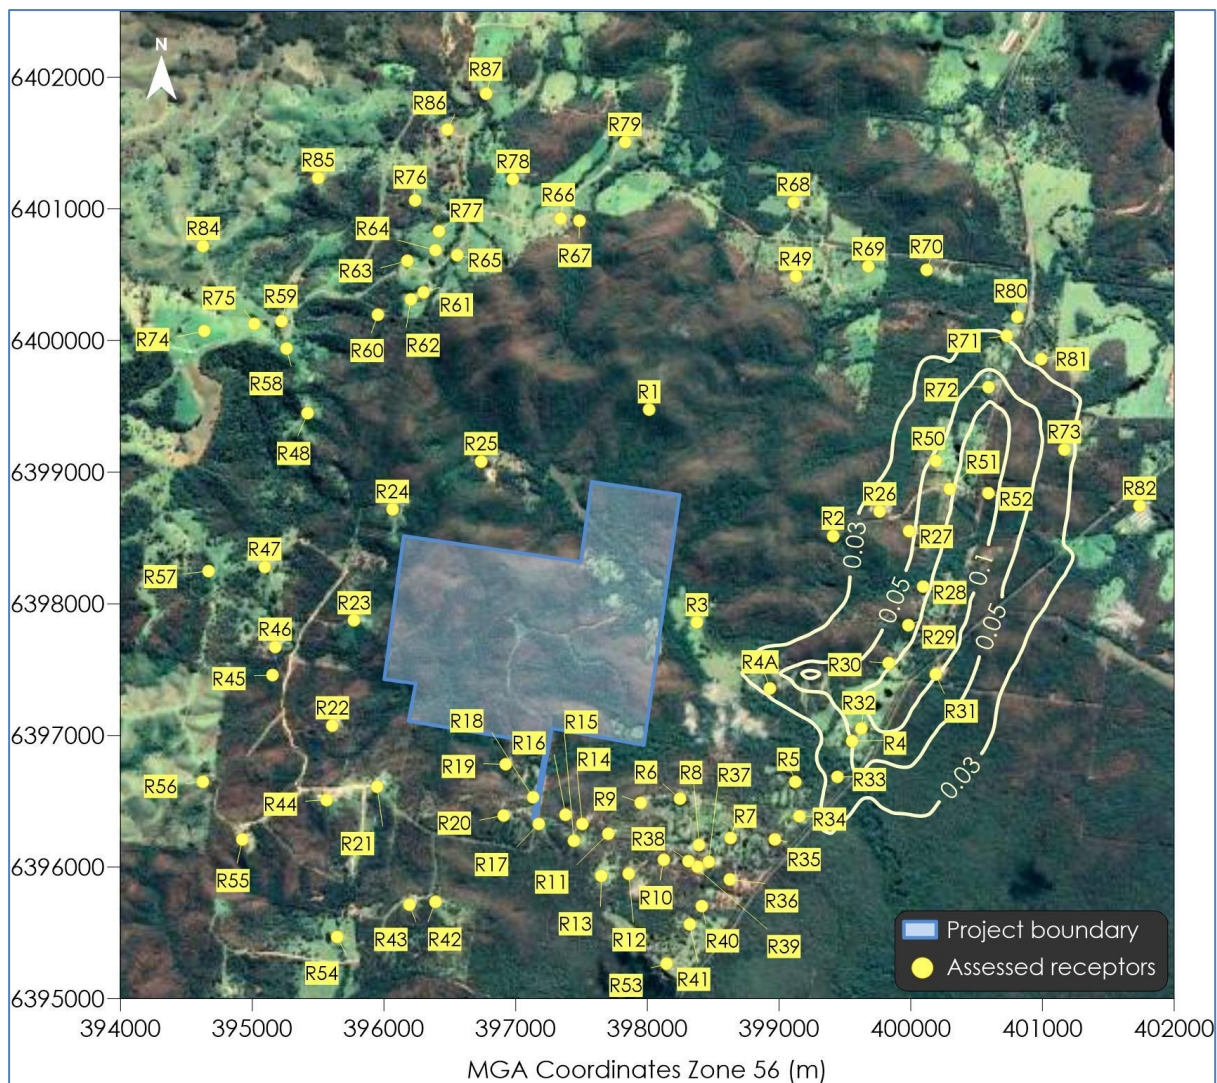 N
6402000
6401000
6400000
6399000
6398000
6397000
6396000
6395000
R87
R86
R79
R85
R78
R76
R66
R68
R77
R84
R64
R67
R65
R63
R49
R69
R70
R75
R59
R61
R80
R74
R60
R62
R71
R81
R58
R72
R1
R48
R25
R50
R73
R51
R24
R26
R52
R82
R2
R27
0.03
R47
R57
0.1
R28
0.05
R23
R3
R46
R29
0.05
R45
R4A
R30
R22
R32
R31
R18
R15
R16
R4
R14
R19
R5
R37
R8
R6
R33
R56
0.03
R9
R44
R7
R20
R34
R38
R21
R17
R35
R55
R11
R10
R36
R13
R12
R43
R42
R40
R39
R54
R41
R53
Project boundary
Assessed receptors
394000 395000 396000 397000 398000 399000 400000 401000 402000
MGA Coordinates Zone 56 (m)